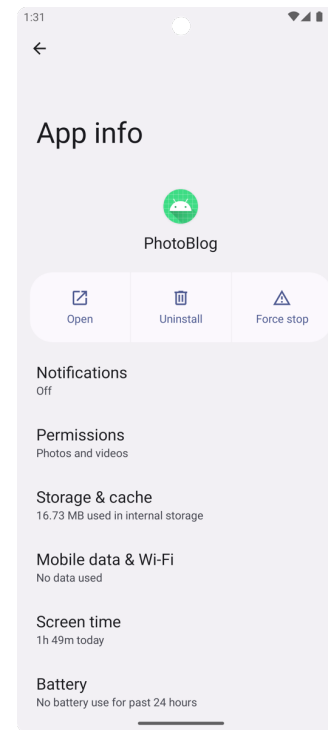 1:31
App info
PhotoBlog
Open
Uninstall
Force stop
Notifications
Off
Permissions
Photos and videos
Storage & cache
16.73 MB used in internal storage
Mobile data & Wi-Fi
No data used
Screen time
1h 49m today
Battery
No battery use for past 24 hours